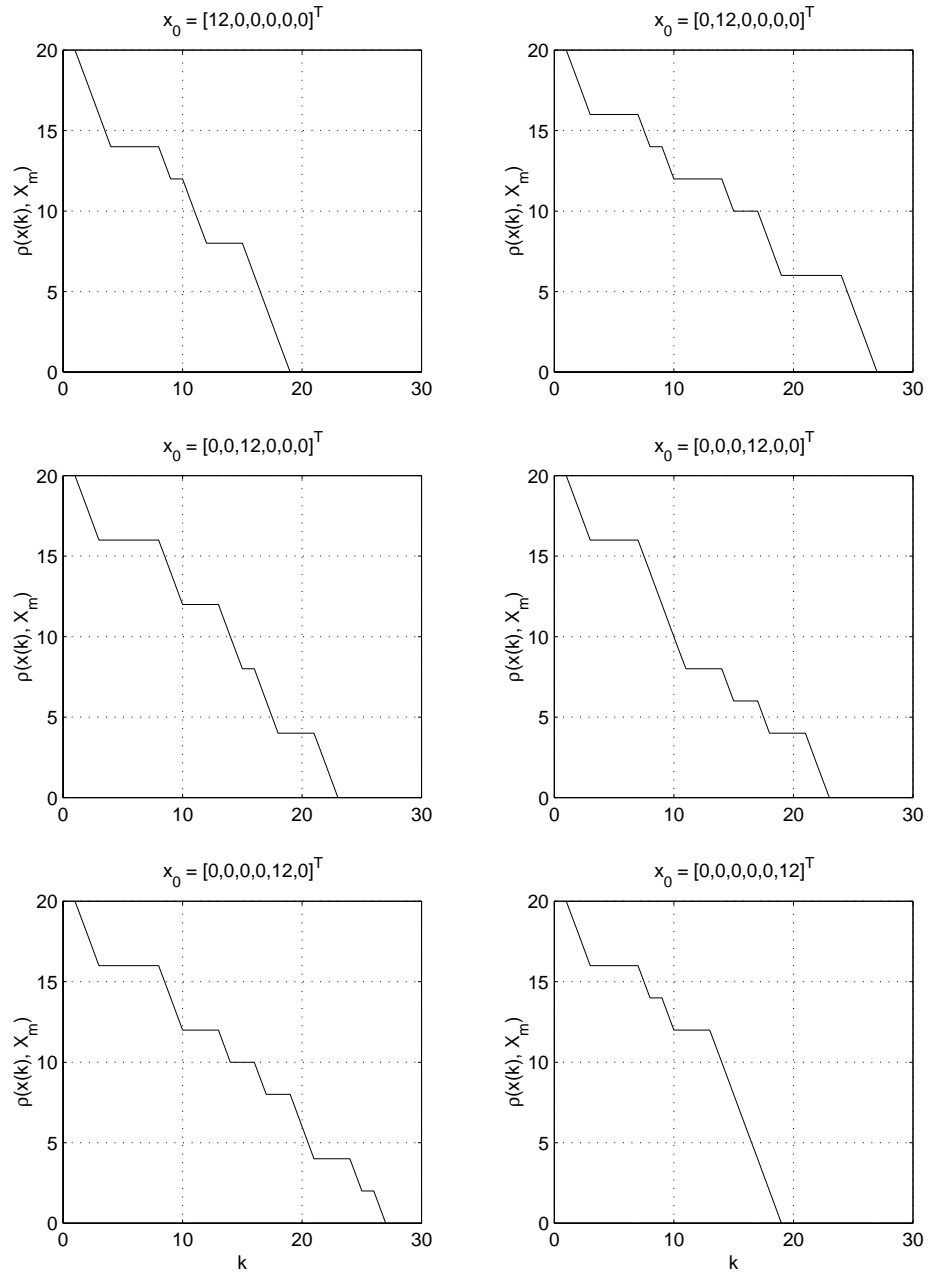 x_0 = [12,0,0,0,0,0]^T
20
15
10
5
0
ρ(x(k), X_m)
0 10 20 30
x_0 = [0,12,0,0,0,0]^T
20
15
10
5
0
ρ(x(k), X_m)
0 10 20 30
x_0 = [0,0,12,0,0,0]^T
20
15
10
5
0
ρ(x(k), X_m)
0 10 20 30
x_0 = [0,0,0,12,0,0]^T
20
15
10
5
0
ρ(x(k), X_m)
0 10 20 30
x_0 = [0,0,0,0,12,0]^T
20
15
10
5
0
ρ(x(k), X_m)
0 10 20 30
k
x_0 = [0,0,0,0,0,12]^T
20
15
10
5
0
ρ(x(k), X_m)
0 10 20 30
k